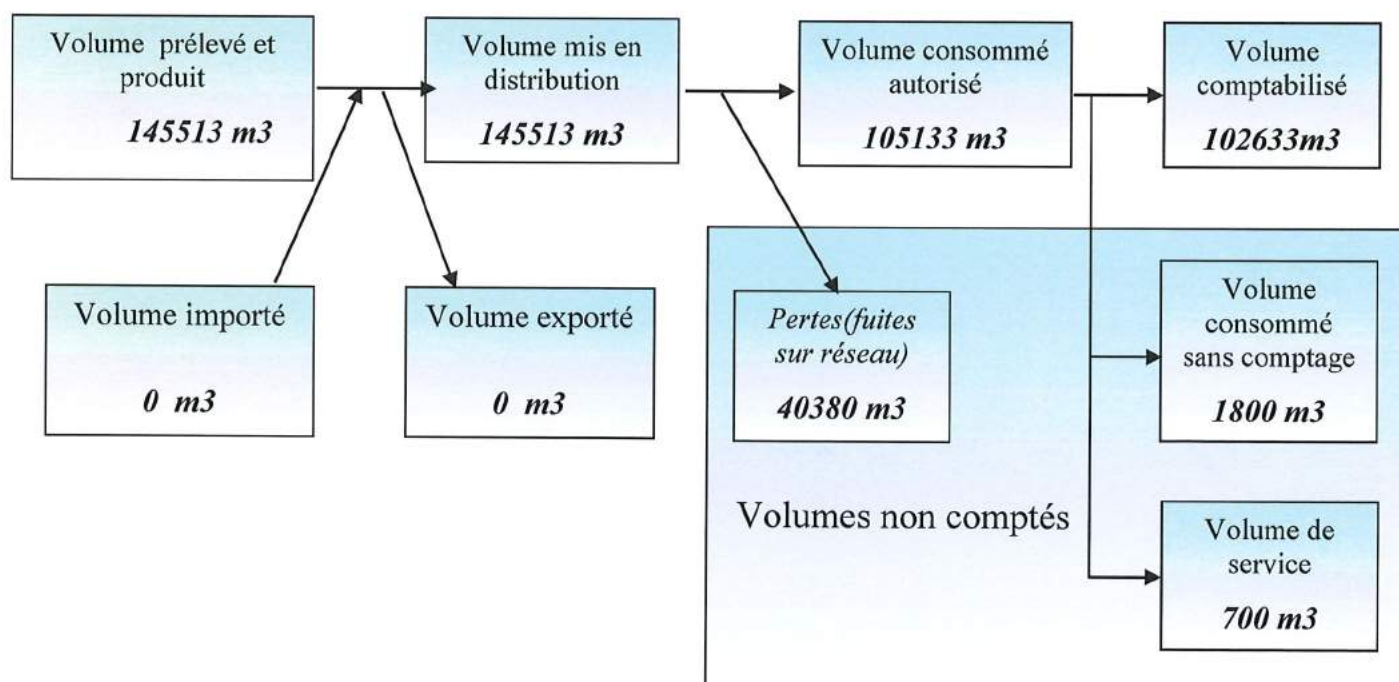 Volume prélevé et
produit
145513 m3
Volume mis en
distribution
145513 m3
Volume consommé
autorisé
105133 m3
Volume
comptabilisé
102633m3
Volume importé
0 m3
Volume exporté
0 m3
Pertes(fuites
sur réseau)
40380 m3
Volume
consommé
sans comptage
1800 m3
Volumes non comptés
Volume de
service
700 m3